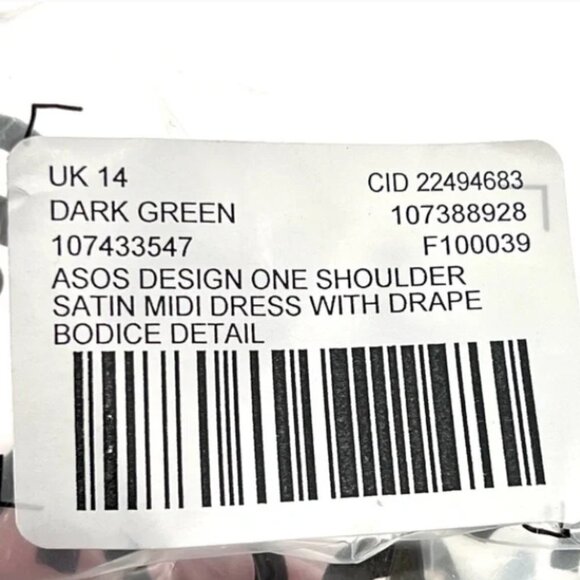 UK 14 CID 22494683
DARK GREEN 107388928
107433547 F100039
ASOS DESIGN ONE SHOULDER
SATIN MIDI DRESS WITH DRAPE
BODICE DETAIL